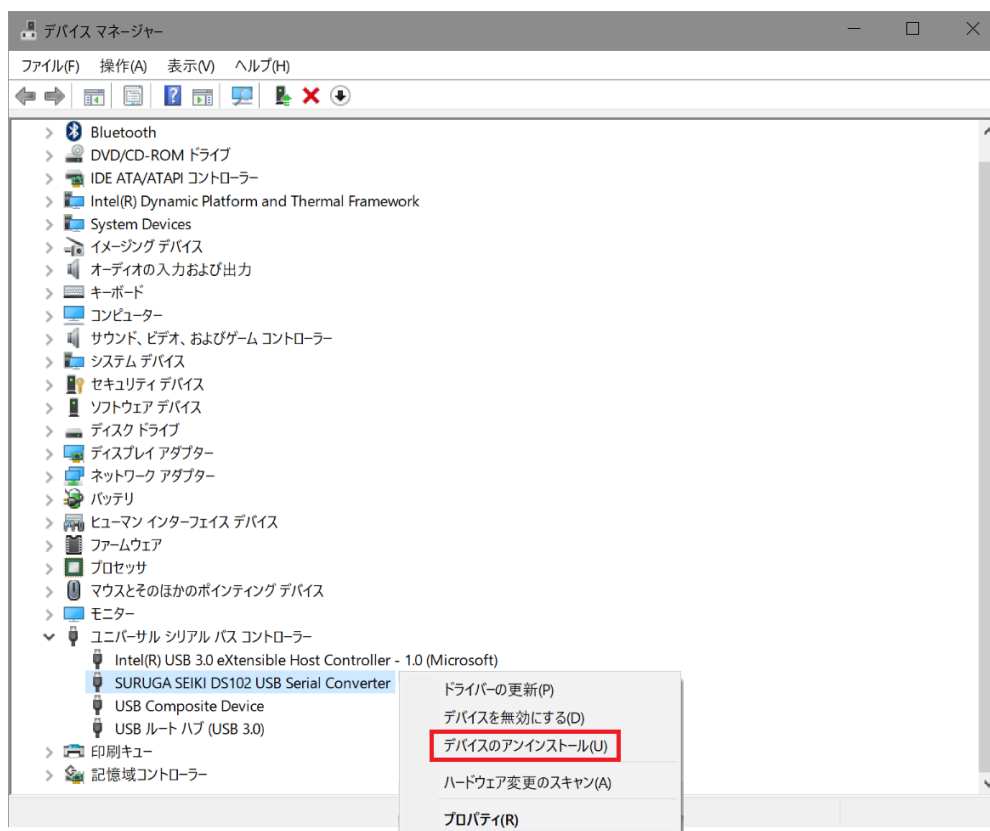 デバイス マネージャー
ファイル(F) 操作(A) 表示(V) ヘルプ(H)
Bluetooth
DVD/CD-ROM ドライブ
IDE ATA/ATAPI コントローラー
Intel(R) Dynamic Platform and Thermal Framework
System Devices
イメージング デバイス
オーディオの入力および出力
キーボード
コンピューター
サウンド、ビデオ、およびゲーム コントローラー
システム デバイス
セキュリティ デバイス
ソフトウェア デバイス
ディスク ドライブ
ディスプレイ アダプター
ネットワーク アダプター
バッテリ
ヒューマン インターフェイス デバイス
ファームウェア
プロセッサ
マウスとそのほかのポインティング デバイス
モニター
ユニバーサル シリアル バス コントローラー
Intel(R) USB 3.0 eXtensible Host Controller - 1.0 (Microsoft)
SURUGA SEIKI DS102 USB Serial Converter
USB Composite Device
USB ルート ハブ (USB 3.0)
印刷キュー
記憶域コントローラー
ドライバーの更新(P)
デバイスを無効にする(D)
デバイスのアンインストール(U)
ハードウェア変更のスキャン(A)
プロパティ(R)